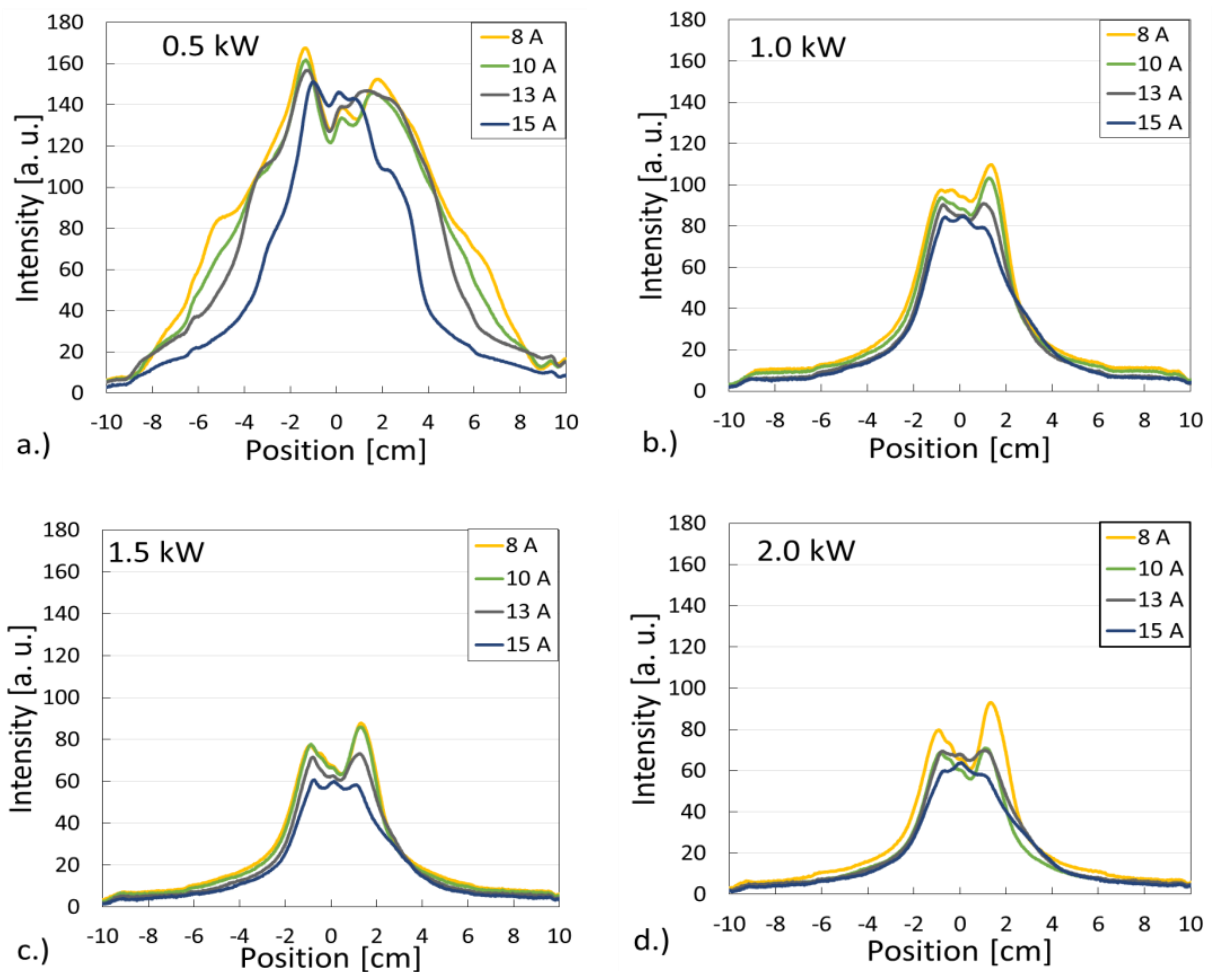 0.5 kW
8 A
10 A
13 A
15 A
Intensity [a. u.]
180
160
140
120
100
80
60
40
20
0
-10 -8 -6 -4 -2 0 2 4 6 8 10
Position [cm]
a.)
1.0 kW
8 A
10 A
13 A
15 A
Intensity [a. u.]
180
160
140
120
100
80
60
40
20
0
-10 -8 -6 -4 -2 0 2 4 6 8 10
Position [cm]
b.)
1.5 kW
8 A
10 A
13 A
15 A
Intensity [a. u.]
180
160
140
120
100
80
60
40
20
0
-10 -8 -6 -4 -2 0 2 4 6 8 10
Position [cm]
c.)
2.0 kW
8 A
10 A
13 A
15 A
Intensity [a. u.]
180
160
140
120
100
80
60
40
20
0
-10 -8 -6 -4 -2 0 2 4 6 8 10
Position [cm]
d.)